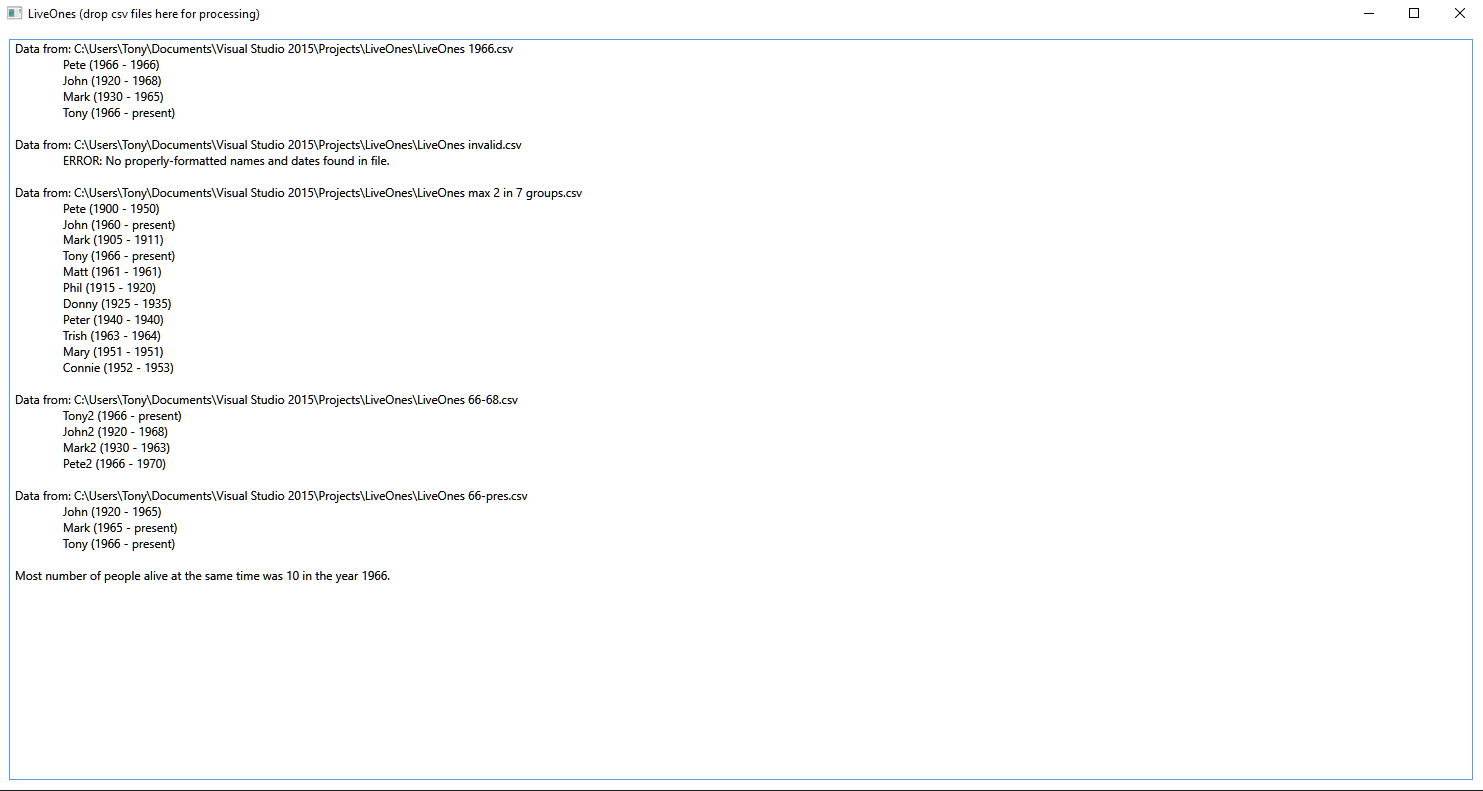 LiveOnes (drop csv files here for processing)
Data from: C:\Users\Tony\Documents\Visual Studio 2015\Projects\LiveOnes\LiveOnes 1966.csv
Pete (1966 - 1966)
John (1920 - 1968)
Mark (1930 - 1965)
Tony (1966 - present)
Data from: C:\Users\Tony\Documents\Visual Studio 2015\Projects\LiveOnes\LiveOnes invalid.csv
ERROR: No properly-formatted names and dates found in file.
Data from: C:\Users\Tony\Documents\Visual Studio 2015\Projects\LiveOnes\LiveOnes max 2 in 7 groups.csv
Pete (1900 - 1950)
John (1960 - present)
Mark (1905 - 1911)
Tony (1966 - present)
Matt (1961 - 1961)
Phil (1915 - 1920)
Donny (1925 - 1935)
Peter (1940 - 1940)
Trish (1963 - 1964)
Mary (1951 - 1951)
Connie (1952 - 1953)
Data from: C:\Users\Tony\Documents\Visual Studio 2015\Projects\LiveOnes\LiveOnes 66-68.csv
Tony2 (1966 - present)
John2 (1920 - 1968)
Mark2 (1930 - 1963)
Pete2 (1966 - 1970)
Data from: C:\Users\Tony\Documents\Visual Studio 2015\Projects\LiveOnes\LiveOnes 66-pres.csv
John (1920 - 1965)
Mark (1965 - present)
Tony (1966 - present)
Most number of people alive at the same time was 10 in the year 1966.